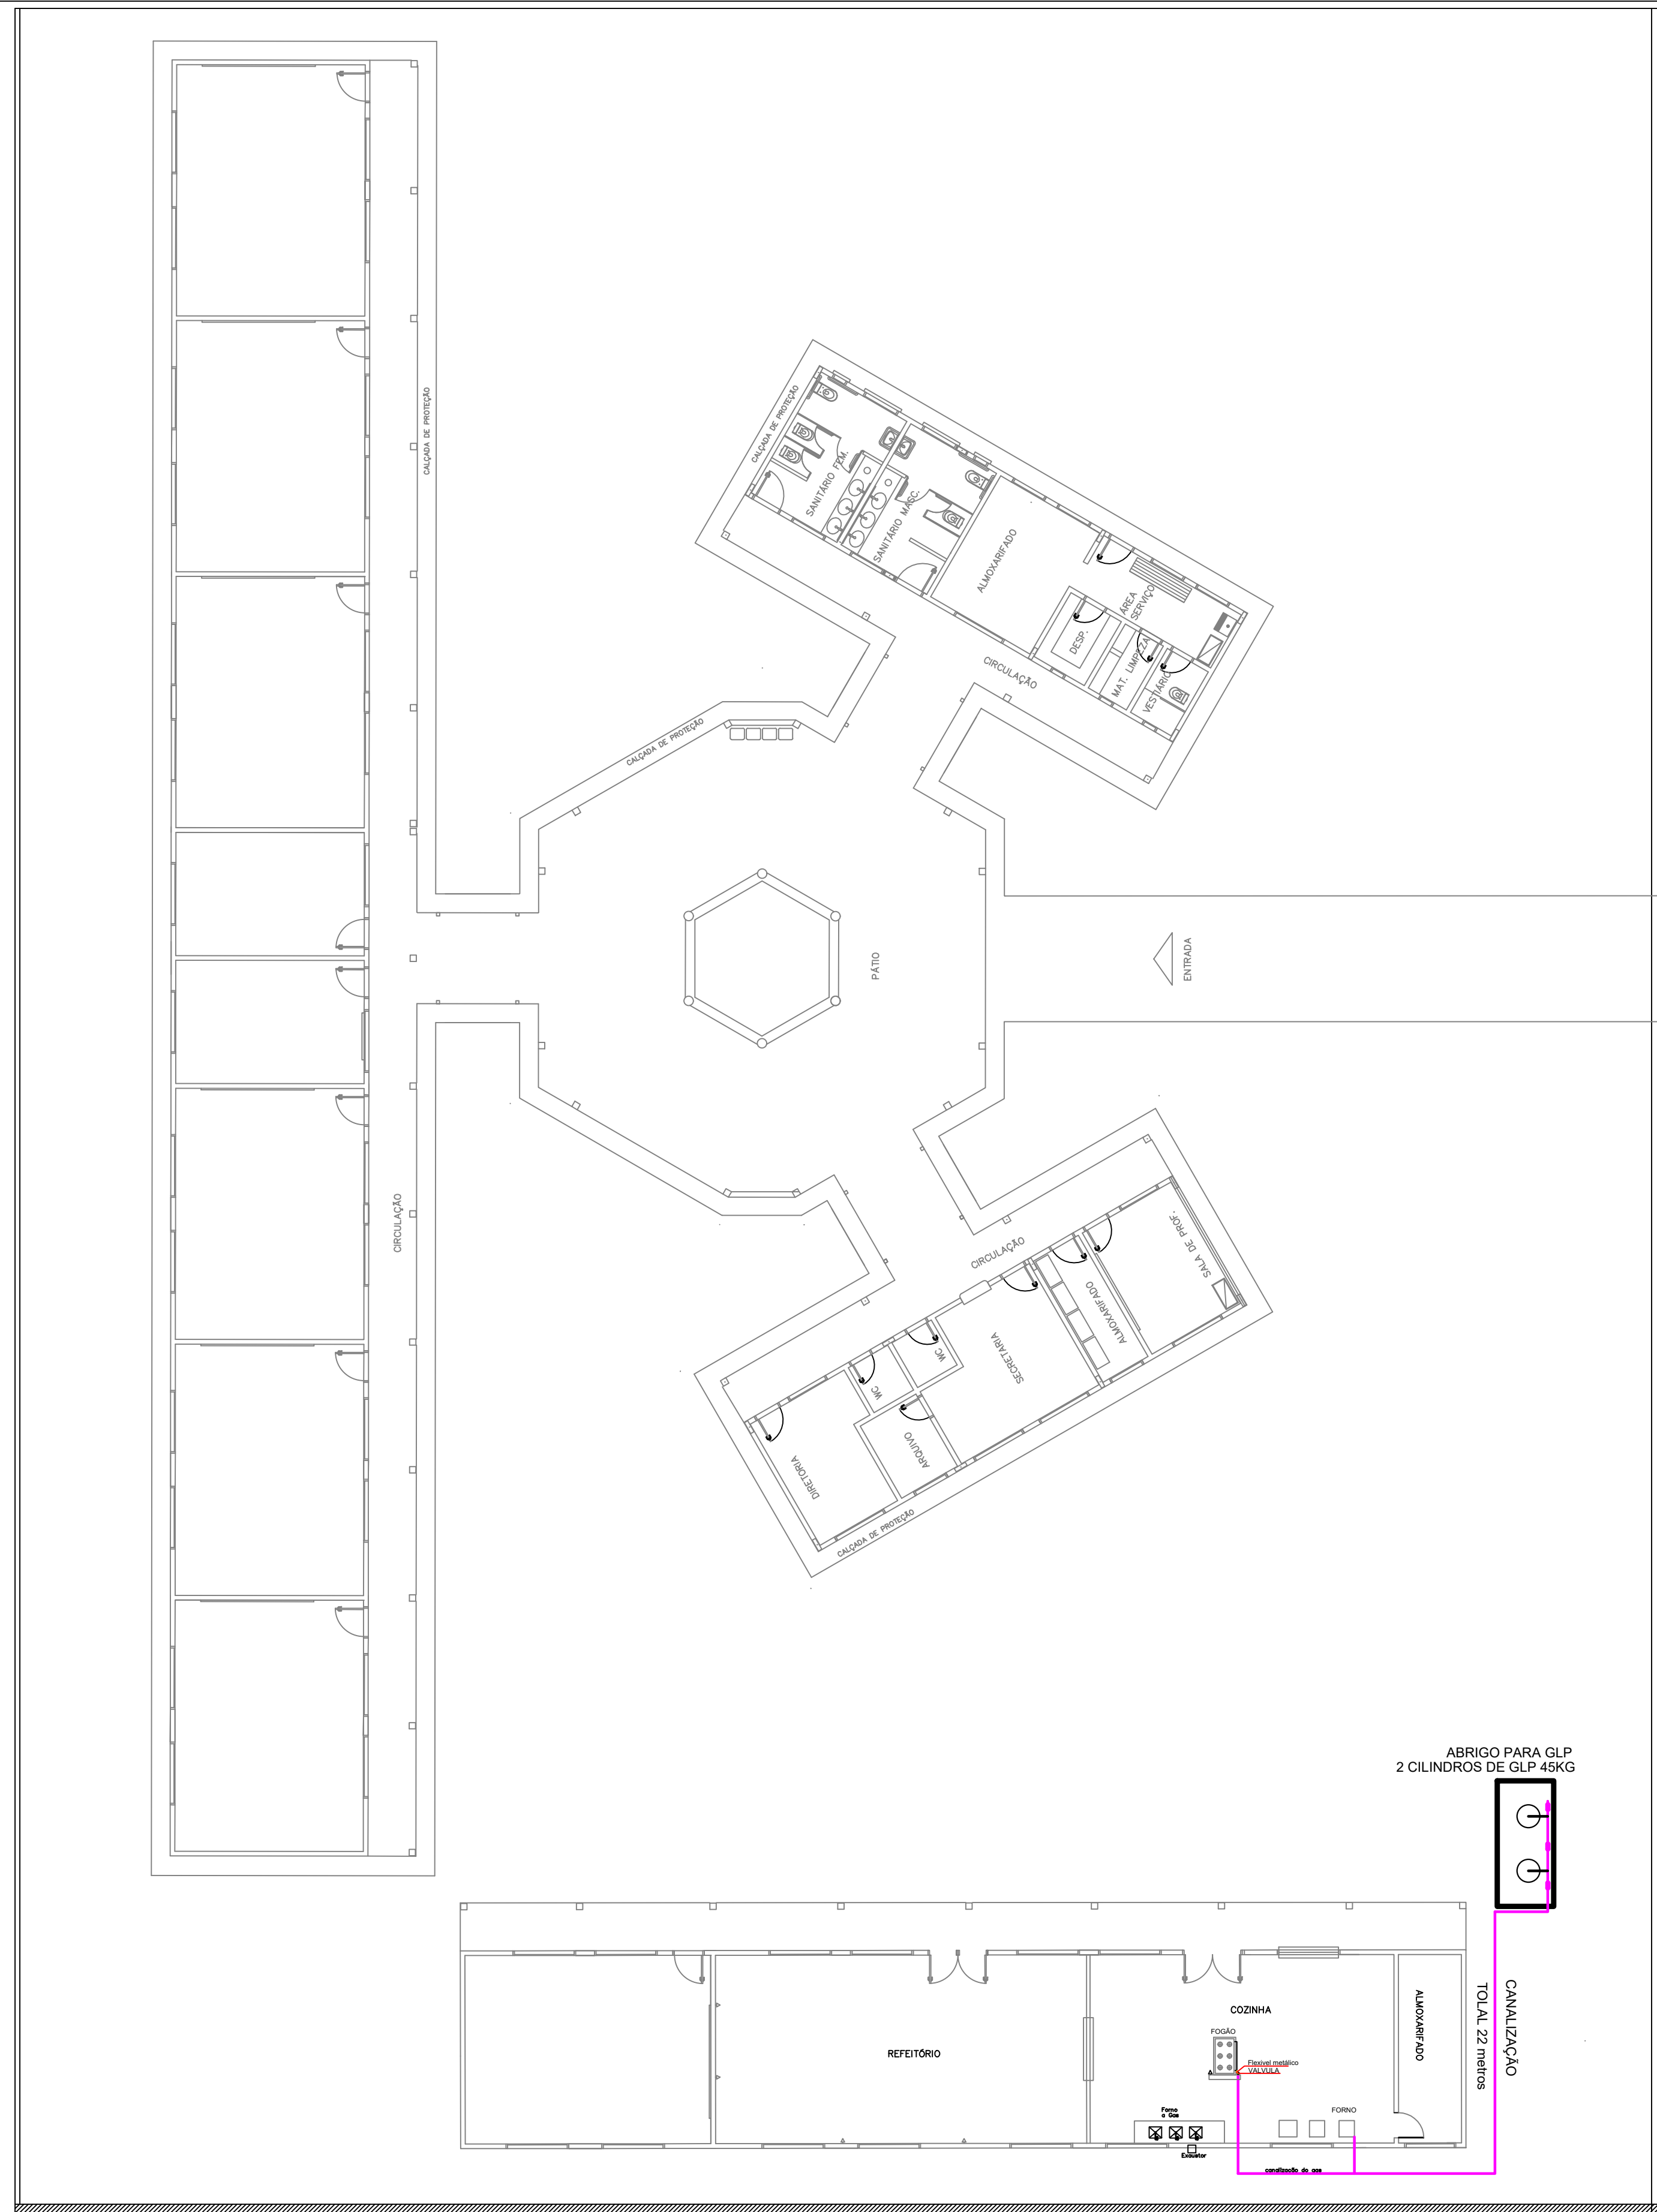 CALÇADA DE PROTEÇÃO
CALÇADA DE PROTEÇÃO
SANITÁRIO FEM.
SANITÁRIO MASC.
ALMOXARIFADO
ÁREA
SERVIÇO
DESP.
MAT. LIMPEZA
VESTIÁRIO
CIRCULAÇÃO
CALÇADA DE PROTEÇÃO
PÁTIO
ENTRADA
CIRCULAÇÃO
CIRCULAÇÃO
SALA DE PROF.
ALMOXARIFADO
SECRETARIA
WC
WC
ARQUIVO
DIRETORIA
CALÇADA DE PROTEÇÃO
ABRIGO PARA GLP
2 CILINDROS DE GLP 45KG
CANALIZAÇÃO
TOLAL 22 metros
ALMOXARIFADO
COZINHA
FOGÃO
Flexivel metálico
VALVULA
REFEITÓRIO
Forno
a Gas
FORNO
Exaustor
canalização do gas